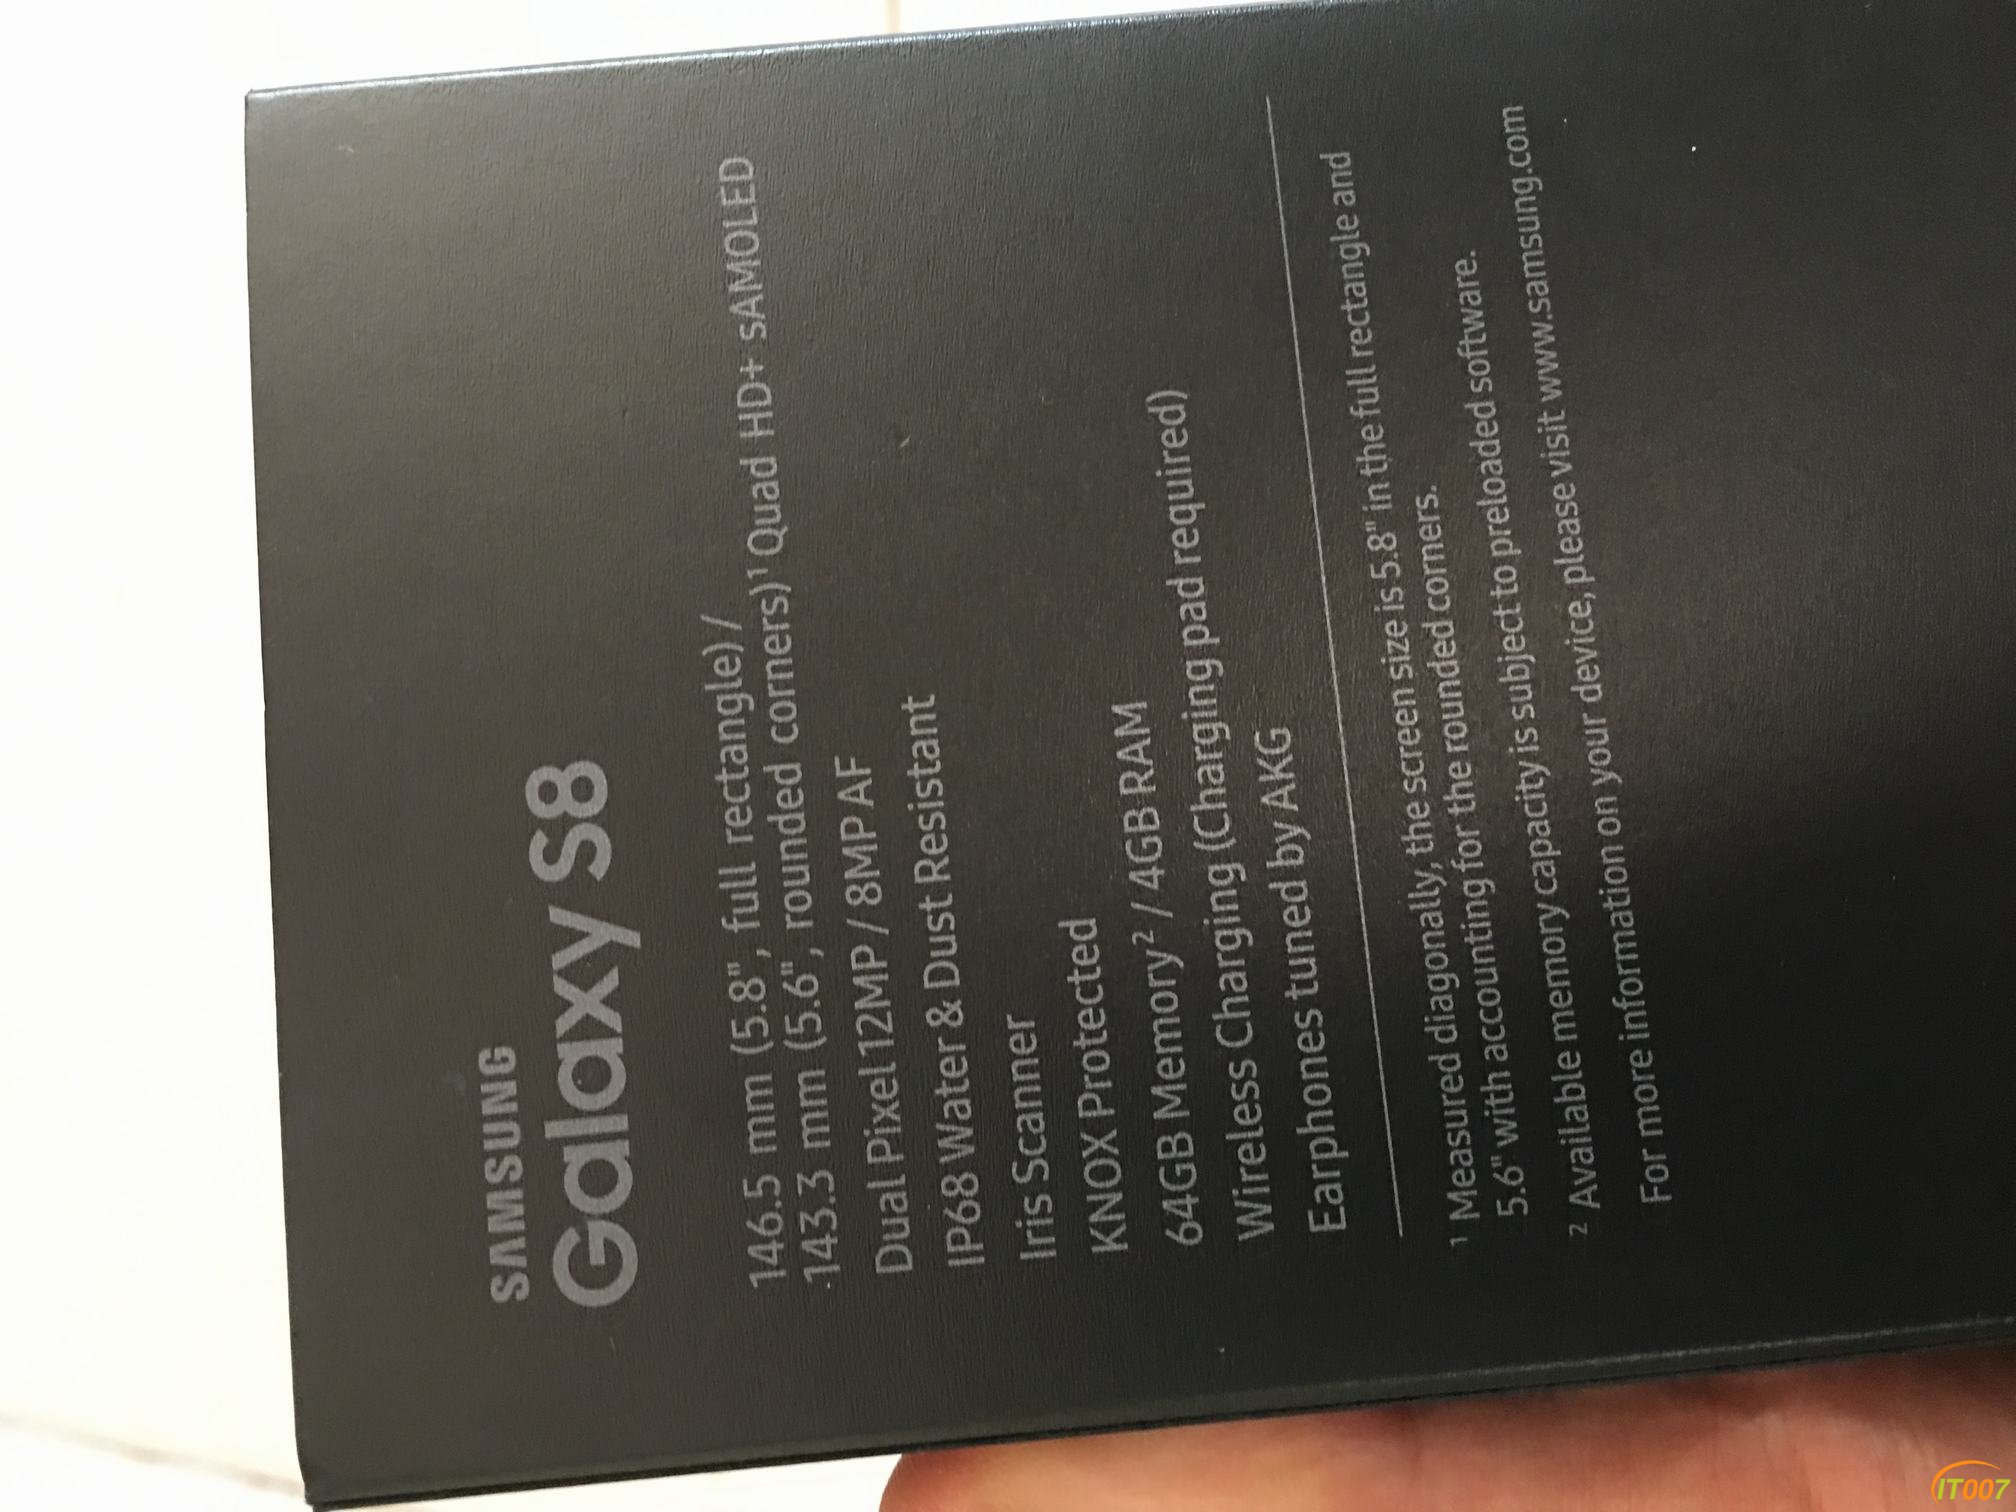 SAMSUNG
Galaxy S8
146.5 mm (5.8", full rectangle) /
143.3 mm (5.6", rounded corners)¹ Quad HD+ sAMOLED
Dual Pixel 12MP / 8MP AF
IP68 Water & Dust Resistant
Iris Scanner
KNOX Protected
64GB Memory² / 4GB RAM
Wireless Charging (Charging pad required)
Earphones tuned by AKG
¹ Measured diagonally, the screen size is 5.8" in the full rectangle and
5.6" with accounting for the rounded corners.
² Available memory capacity is subject to preloaded software.
For more information on your device, please visit www.samsung.com
IT007